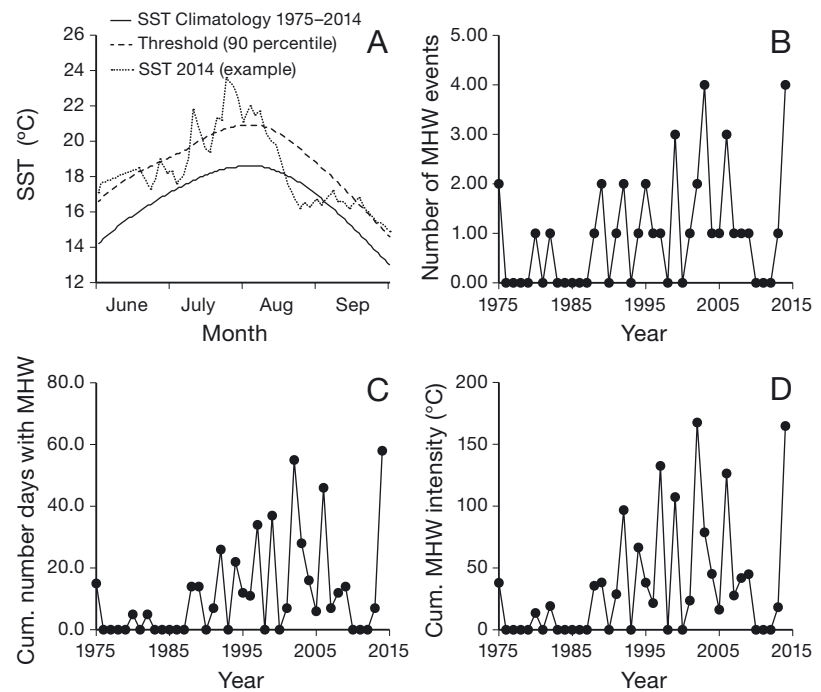 SST Climatology 1975–2014
Threshold (90 percentile)
SST 2014 (example)
A
26
24
22
20
18
16
14
12
SST (°C)
June July Aug Sep
Month
B
5.00
4.00
3.00
2.00
1.00
0.00
Number of MHW events
1975 1985 1995 2005 2015
Year
C
80.0
60.0
40.0
20.0
0.0
Cum. number days with MHW
1975 1985 1995 2005 2015
Year
D
200
150
100
50
0
Cum. MHW intensity (°C)
1975 1985 1995 2005 2015
Year